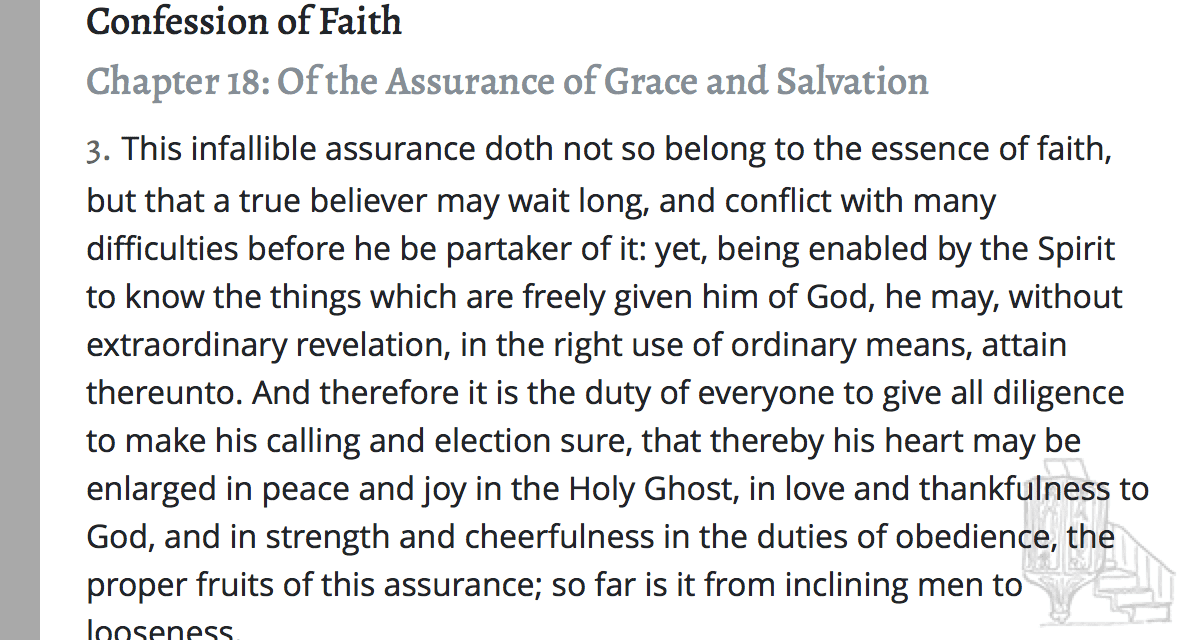 Confession of Faith
Chapter 18: Of the Assurance of Grace and Salvation
3. This infallible assurance doth not so belong to the essence of faith,
but that a true believer may wait long, and conflict with many
difficulties before he be partaker of it: yet, being enabled by the Spirit
to know the things which are freely given him of God, he may, without
extraordinary revelation, in the right use of ordinary means, attain
thereunto. And therefore it is the duty of everyone to give all diligence
to make his calling and election sure, that thereby his heart may be
enlarged in peace and joy in the Holy Ghost, in love and thankfulness to
God, and in strength and cheerfulness in the duties of obedience, the
proper fruits of this assurance; so far is it from inclining men to
looseness.